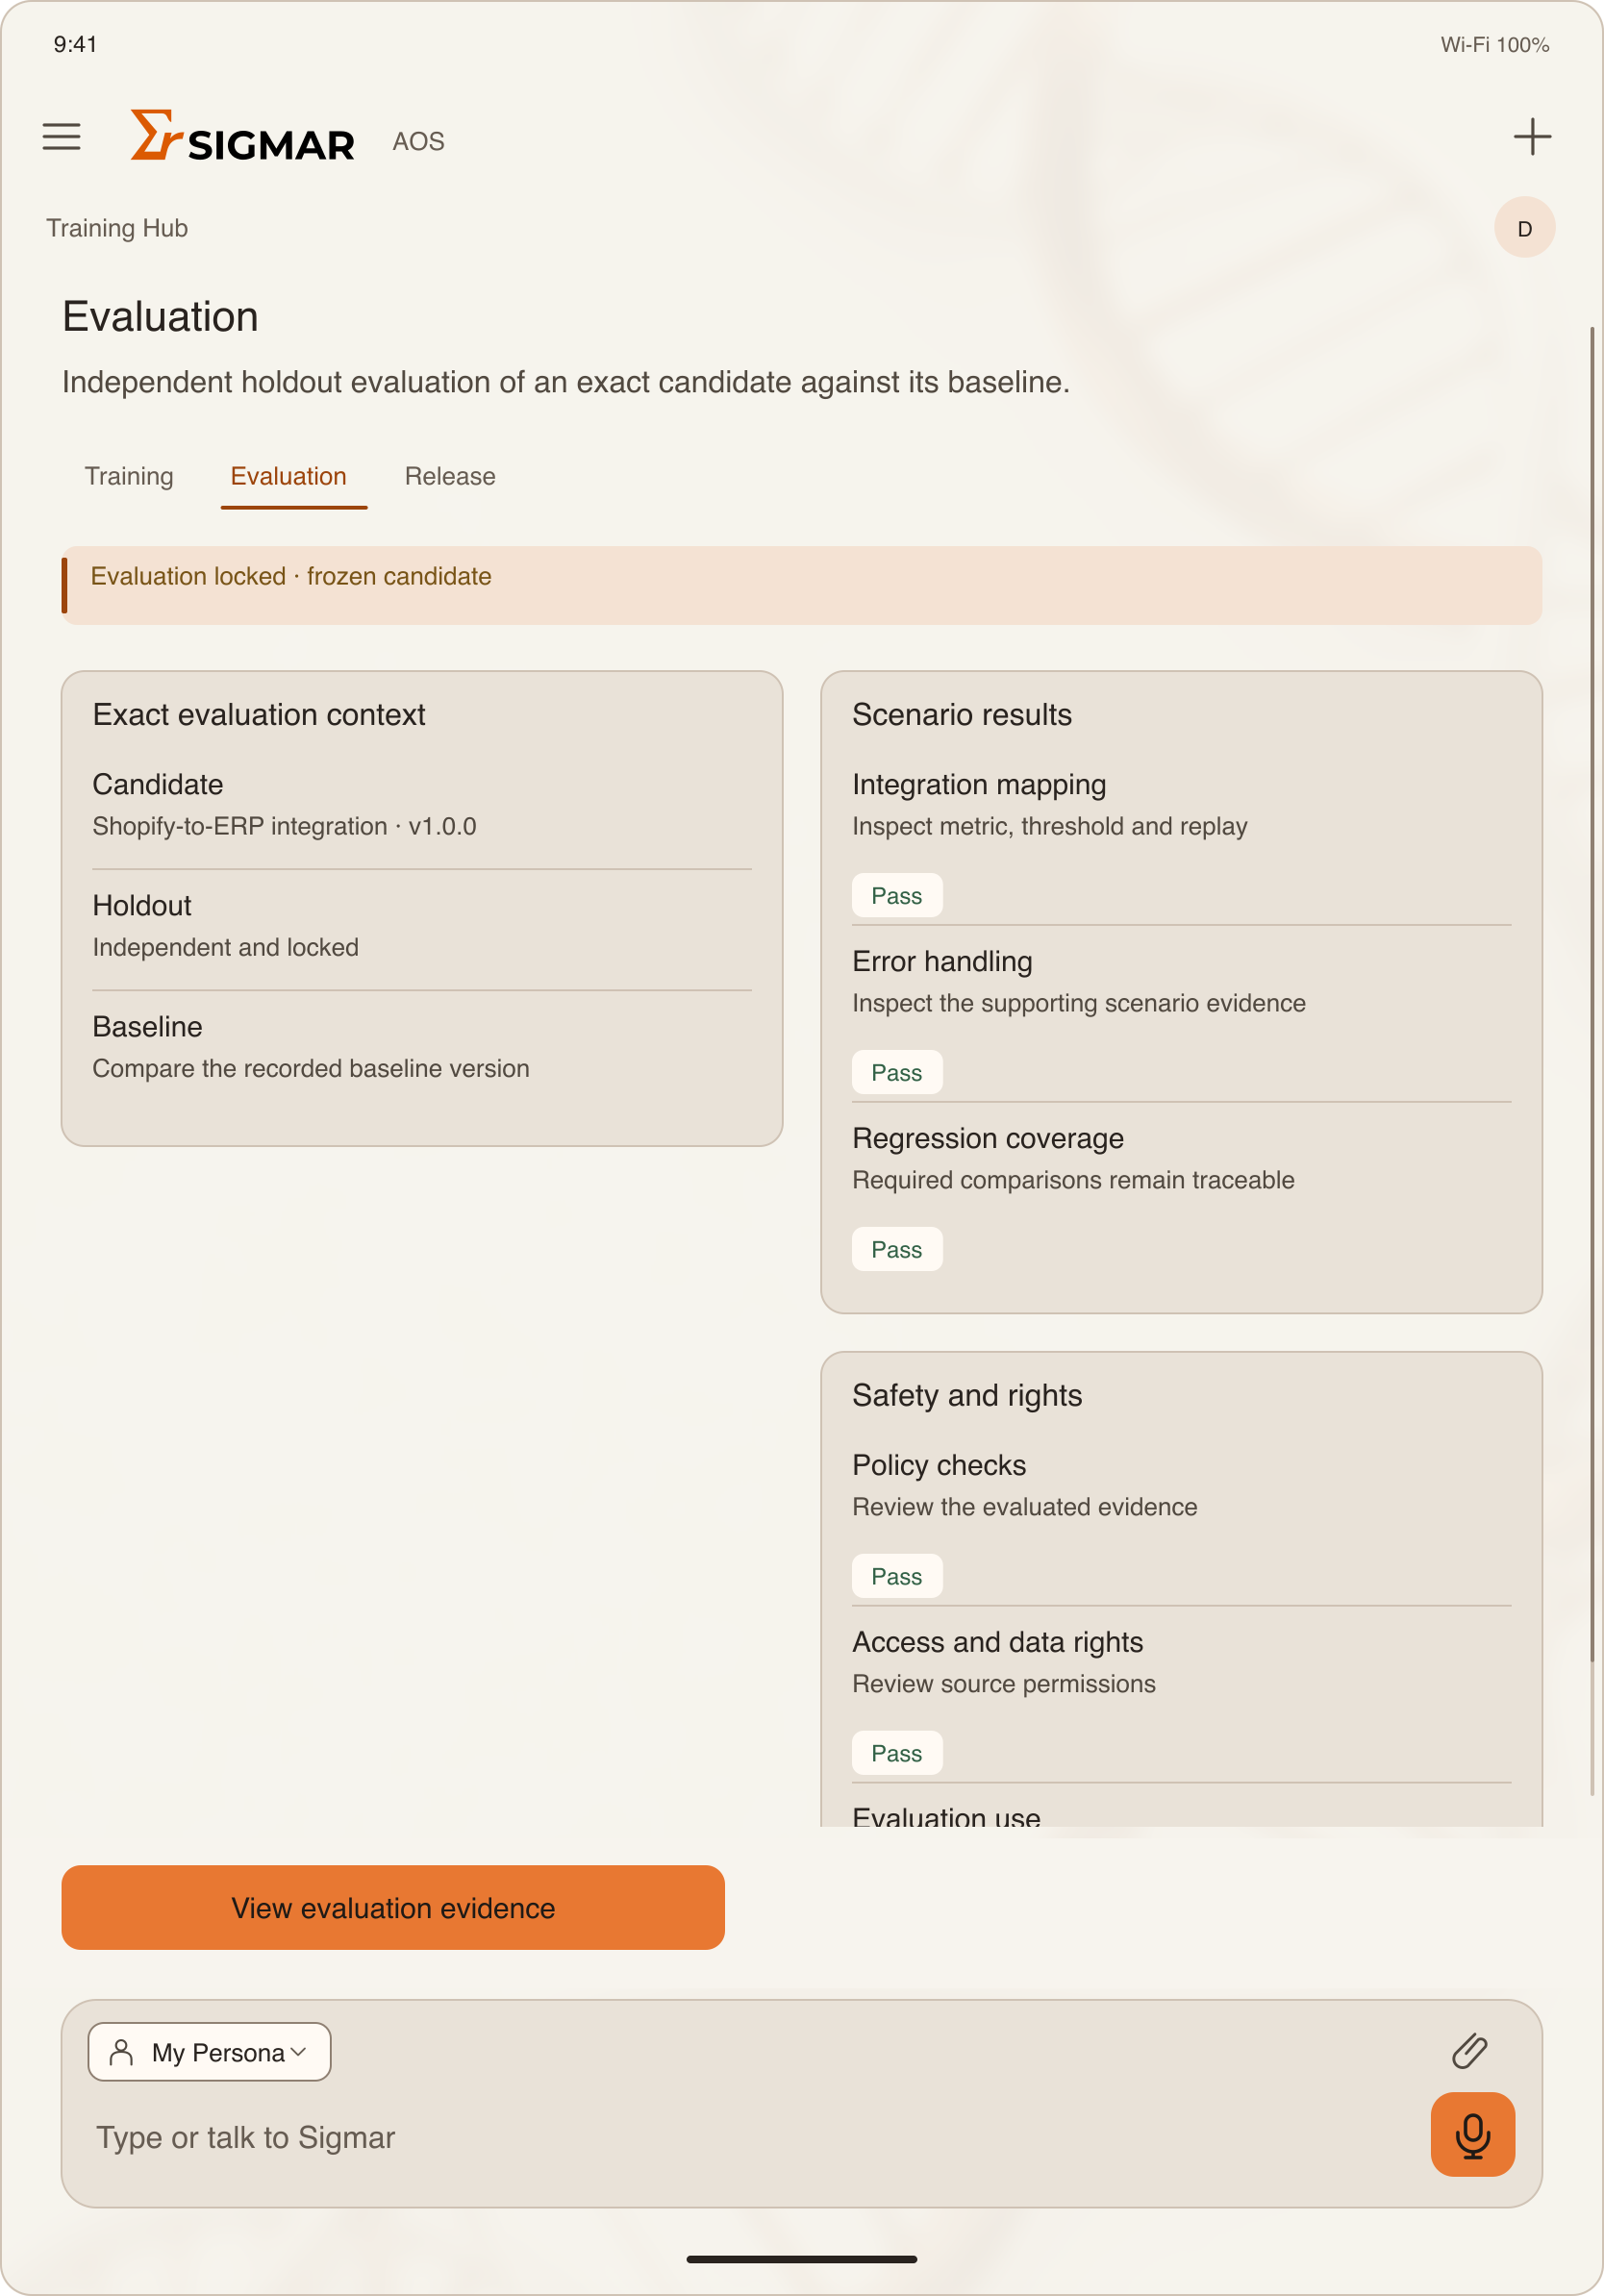 9:41
Wi-Fi 100%
Σr SIGMAR AOS
Training Hub
D
Evaluation
Independent holdout evaluation of an exact candidate against its baseline.
Training Evaluation Release
Evaluation locked · frozen candidate
Exact evaluation context
Candidate
Shopify-to-ERP integration · v1.0.0
Holdout
Independent and locked
Baseline
Compare the recorded baseline version
Scenario results
Integration mapping
Inspect metric, threshold and replay
Pass
Error handling
Inspect the supporting scenario evidence
Pass
Regression coverage
Required comparisons remain traceable
Pass
Safety and rights
Policy checks
Review the evaluated evidence
Pass
Access and data rights
Review source permissions
Pass
Evaluation use
View evaluation evidence
My Persona
Type or talk to Sigmar